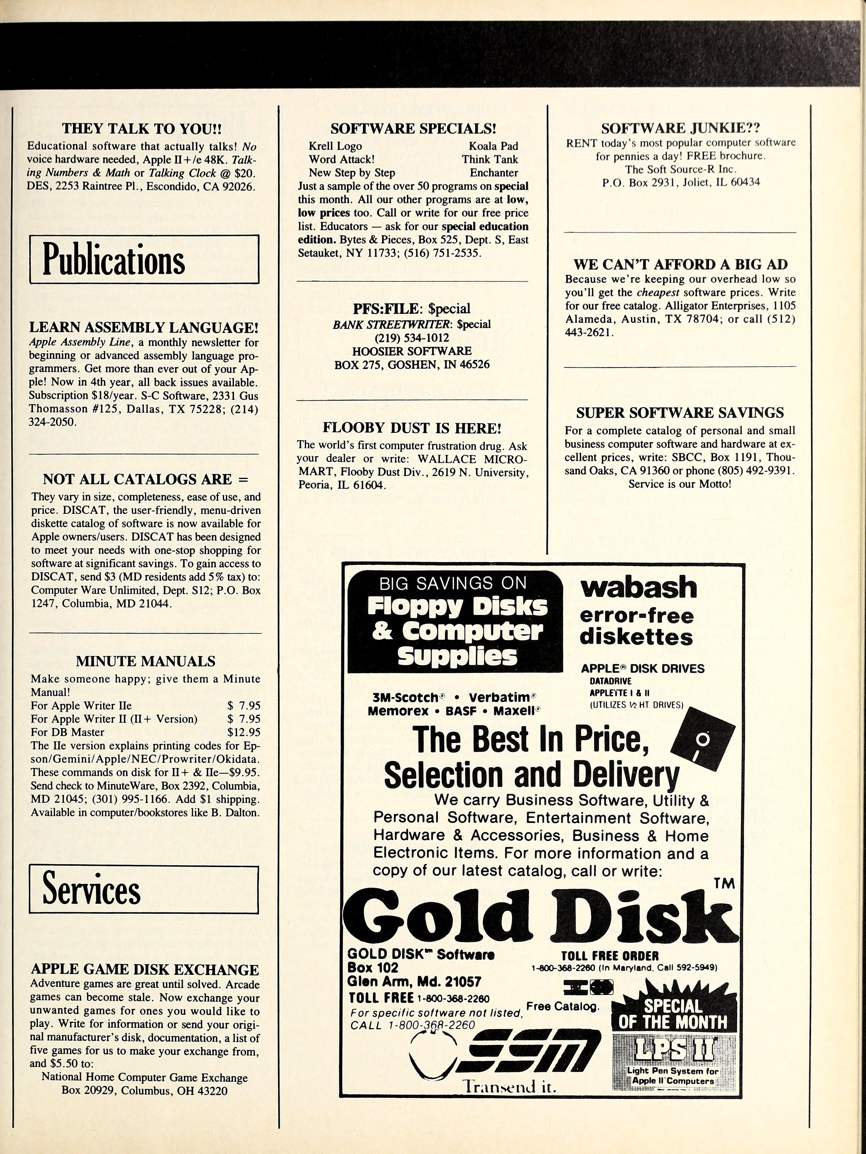 THEY TALK TO YOU!!
Educational software that actually talks! No
voice hardware needed, Apple II+/e 48K. Talk-
ing Numbers & Math or Talking Clock @ $20.
DES, 2253 Raintree Pl., Escondido, CA 92026.
Publications
LEARN ASSEMBLY LANGUAGE!
Apple Assembly Line, a monthly newsletter for
beginning or advanced assembly language pro-
grammers. Get more than ever out of your Ap-
ple! Now in 4th year, all back issues available.
Subscription $18/year. S-C Software, 2331 Gus
Thomasson #125, Dallas, TX 75228; (214)
324-2050.
NOT ALL CATALOGS ARE =
They vary in size, completeness, ease of use, and
price. DISCAT, the user-friendly, menu-driven
diskette catalog of software is now available for
Apple owners/users. DISCAT has been designed
to meet your needs with one-stop shopping for
software at significant savings. To gain access to
DISCAT, send $3 (MD residents add 5% tax) to:
Computer Ware Unlimited, Dept. S12; P.O. Box
1247, Columbia, MD 21044.
MINUTE MANUALS
Make someone happy; give them a Minute
Manual!
For Apple Writer IIe $ 7.95
For Apple Writer II (II+ Version) $ 7.95
For DB Master $12.95
The IIe version explains printing codes for Ep-
son/Gemini/Apple/NEC/Prowriter/Okidata.
These commands on disk for II+ & IIe—$9.95.
Send check to MinuteWare, Box 2392, Columbia,
MD 21045; (301) 995-1166. Add $1 shipping.
Available in computer/bookstores like B. Dalton.
Services
APPLE GAME DISK EXCHANGE
Adventure games are great until solved. Arcade
games can become stale. Now exchange your
unwanted games for ones you would like to
play. Write for information or send your origi-
nal manufacturer's disk, documentation, a list of
five games for us to make your exchange from,
and $5.50 to:
National Home Computer Game Exchange
Box 20929, Columbus, OH 43220
SOFTWARE SPECIALS!
Krell Logo Koala Pad
Word Attack! Think Tank
New Step by Step Enchanter
Just a sample of the over 50 programs on special
this month. All our other programs are at low,
low prices too. Call or write for our free price
list. Educators — ask for our special education
edition. Bytes & Pieces, Box 525, Dept. S, East
Setauket, NY 11733; (516) 751-2535.
PFS:FILE: $pecial
BANK STREETWRITER: $pecial
(219) 534-1012
HOOSIER SOFTWARE
BOX 275, GOSHEN, IN 46526
FLOOBY DUST IS HERE!
The world's first computer frustration drug. Ask
your dealer or write: WALLACE MICRO-
MART, Flooby Dust Div., 2619 N. University,
Peoria, IL 61604.
SOFTWARE JUNKIE??
RENT today's most popular computer software
for pennies a day! FREE brochure.
The Soft Source-R Inc.
P.O. Box 2931, Joliet, IL 60434
WE CAN'T AFFORD A BIG AD
Because we're keeping our overhead low so
you'll get the cheapest software prices. Write
for our free catalog. Alligator Enterprises, 1105
Alameda, Austin, TX 78704; or call (512)
443-2621.
SUPER SOFTWARE SAVINGS
For a complete catalog of personal and small
business computer software and hardware at ex-
cellent prices, write: SBCC, Box 1191, Thou-
sand Oaks, CA 91360 or phone (805) 492-9391.
Service is our Motto!
BIG SAVINGS ON
Floppy Disks
& Computer
Supplies
3M-Scotch® • Verbatim®
Memorex • BASF • Maxell®
wabash
error-free
diskettes
APPLE® DISK DRIVES
DATADRIVE
APPLETTE I & II
(UTILIZES ½ HT DRIVES)
The Best In Price,
Selection and Delivery
We carry Business Software, Utility &
Personal Software, Entertainment Software,
Hardware & Accessories, Business & Home
Electronic Items. For more information and a
copy of our latest catalog, call or write:
Gold Disk™
GOLD DISK™ Software
Box 102
Glen Arm, Md. 21057
TOLL FREE 1-800-368-2260
For specific software not listed,
CALL 1-800-368-2260
TOLL FREE ORDER
1-800-368-2260 (In Maryland, Call 592-5949)
Free Catalog.
SSM
Transend it.
SPECIAL
OF THE MONTH
LPS II
Light Pen System for
Apple II Computers